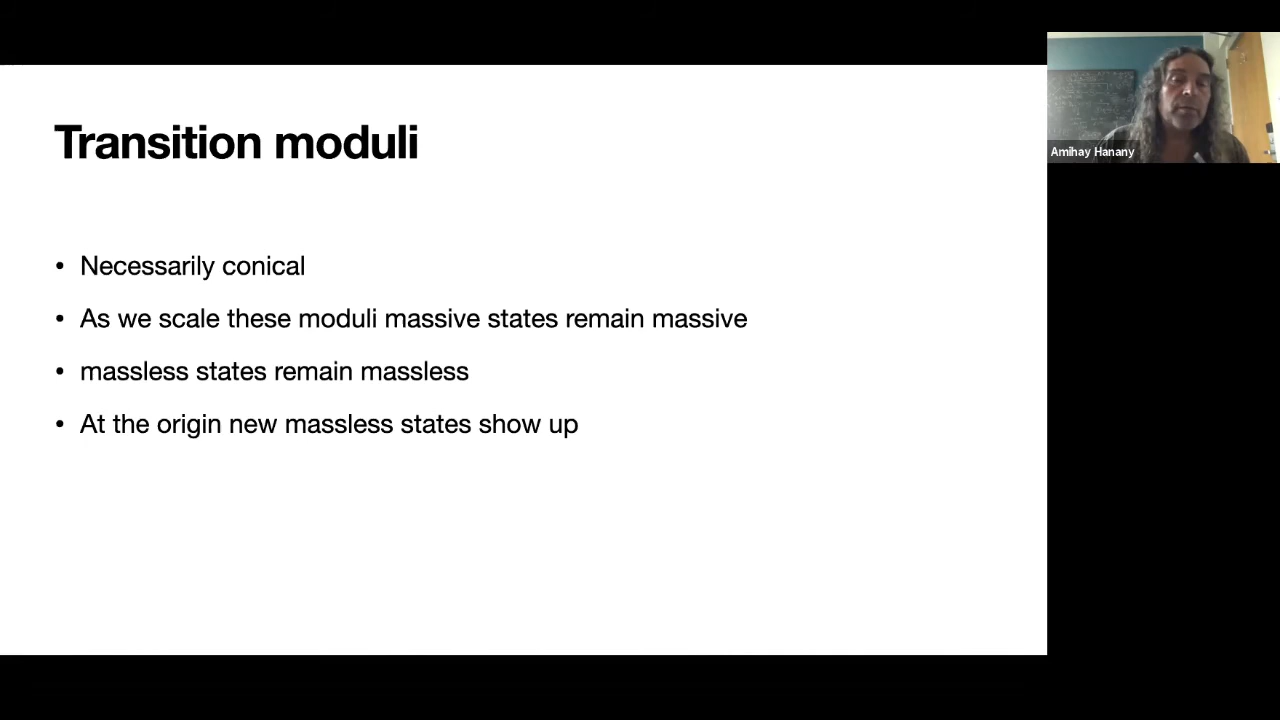 Transition moduli
• Necessarily conical
• As we scale these moduli massive states remain massive
• massless states remain massless
• At the origin new massless states show up
Amihay Hanany